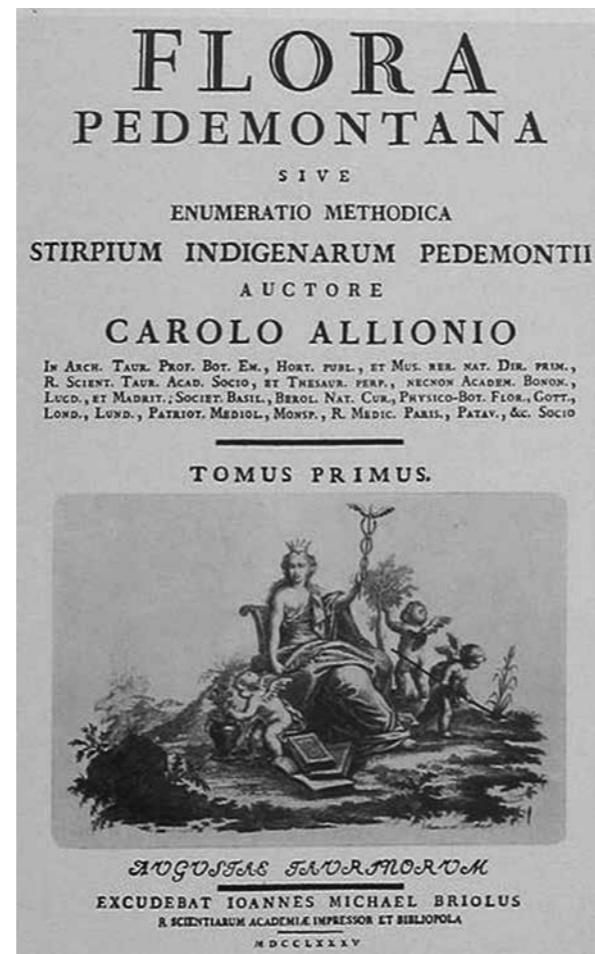 FLORA
PEDEMONTANA
SIVE
ENUMERATIO METHODICA
STIRPIUM INDIGENARUM PEDEMONTII
AUCTORE
CAROLO ALLIONIO
In Arch. Taur. Prof. Bot. Em., Hort. publ., et Mus. rer. nat. Dir. prim.,
R. Scient. Taur. Acad. Socio, et Thesaur. perp., necnon Academ. Bonon.,
Lugd., et Madrit.; Societ. Basil., Berol. Nat. Cur., Physico-Bot. Flor., Gott.,
Lond., Lund., Patriot. Mediol., Monsp., R. Medic. Paris., Patav., &c. Socio
TOMUS PRIMUS.
AUGUSTAE TAURINORUM
EXCUDEBAT IOANNES MICHAEL BRIOLUS
R. SCIENTIARUM ACADEMIÆ IMPRESSOR ET BIBLIOPOLA
MDCCLXXXV